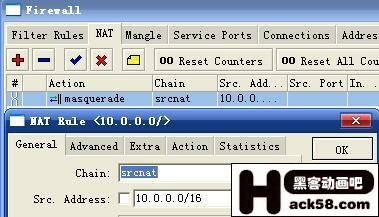 Firewall
Filter Rules NAT Mangle Service Ports Connections Address
00 Reset Counters 00 Reset All Cou
# Action Chain Src. Add... Src. Port In. ...
masquerade srcnat 10.0.0....
NAT Rule <10.0.0.0/>
General Advanced Extra Action Statistics OK
Chain: srcnat
Src. Address: 10.0.0.0/16
黑客动画吧
Hack58.com